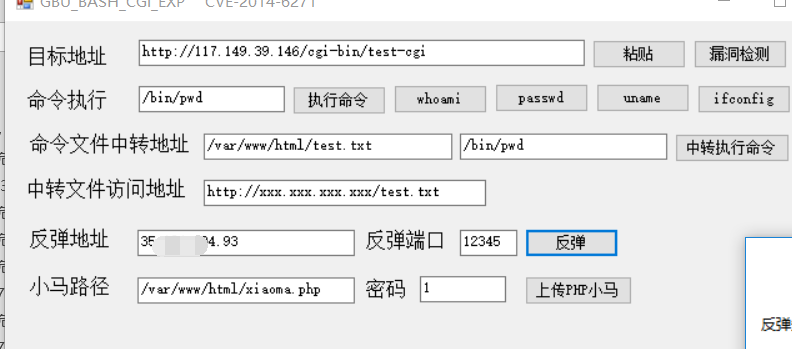 GBU_BASH_CGI_EXP CVE-2014-6271
目标地址 http://117.149.39.146/cgi-bin/test-cgi 粘贴 漏洞检测
命令执行 /bin/pwd 执行命令 whoami passwd uname ifconfig
命令文件中转地址 /var/www/html/test.txt /bin/pwd 中转执行命令
中转文件访问地址 http://xxx.xxx.xxx.xxx/test.txt
反弹地址 35 4.93 反弹端口 12345 反弹
小马路径 /var/www/html/xiaoma.php 密码 1 上传PHP小马
反弹